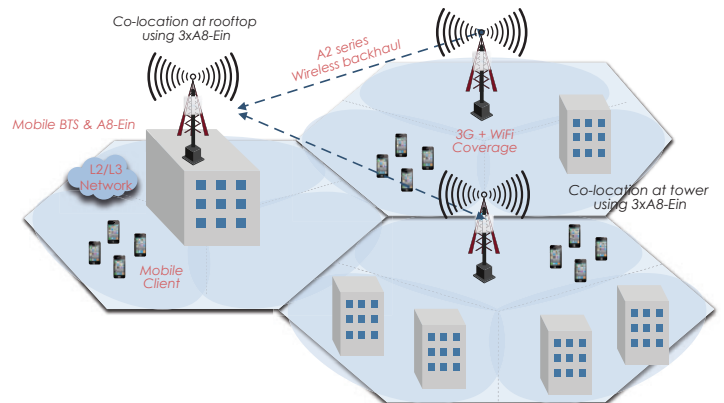 Co-location at rooftop
using 3xA8-Ein
A2 series
Wireless backhaul
Mobile BTS & A8-Ein
3G + WiFi
Coverage
L2/L3
Network
Co-location at tower
using 3xA8-Ein
Mobile
Client